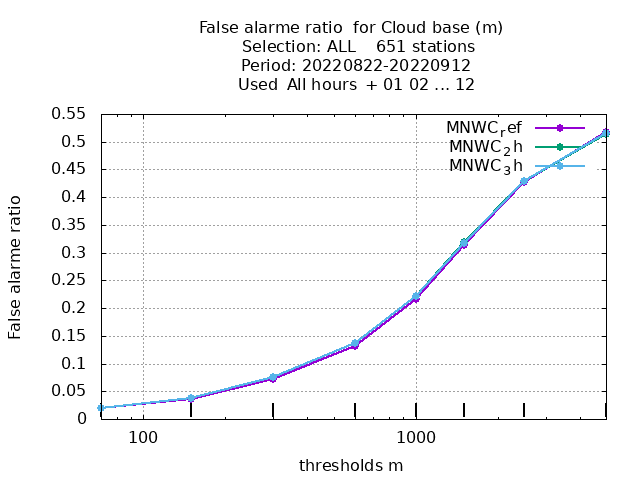 False alarme ratio  for Cloud base (m)
Selection: ALL    651 stations
Period: 20220822-20220912
Used  All hours  + 01 02 ... 12
MNWC_ref
MNWC_2h
MNWC_3h
0.55
0.5
0.45
0.4
0.35
0.3
0.25
0.2
0.15
0.1
0.05
0
False alarme ratio
100
1000
thresholds m